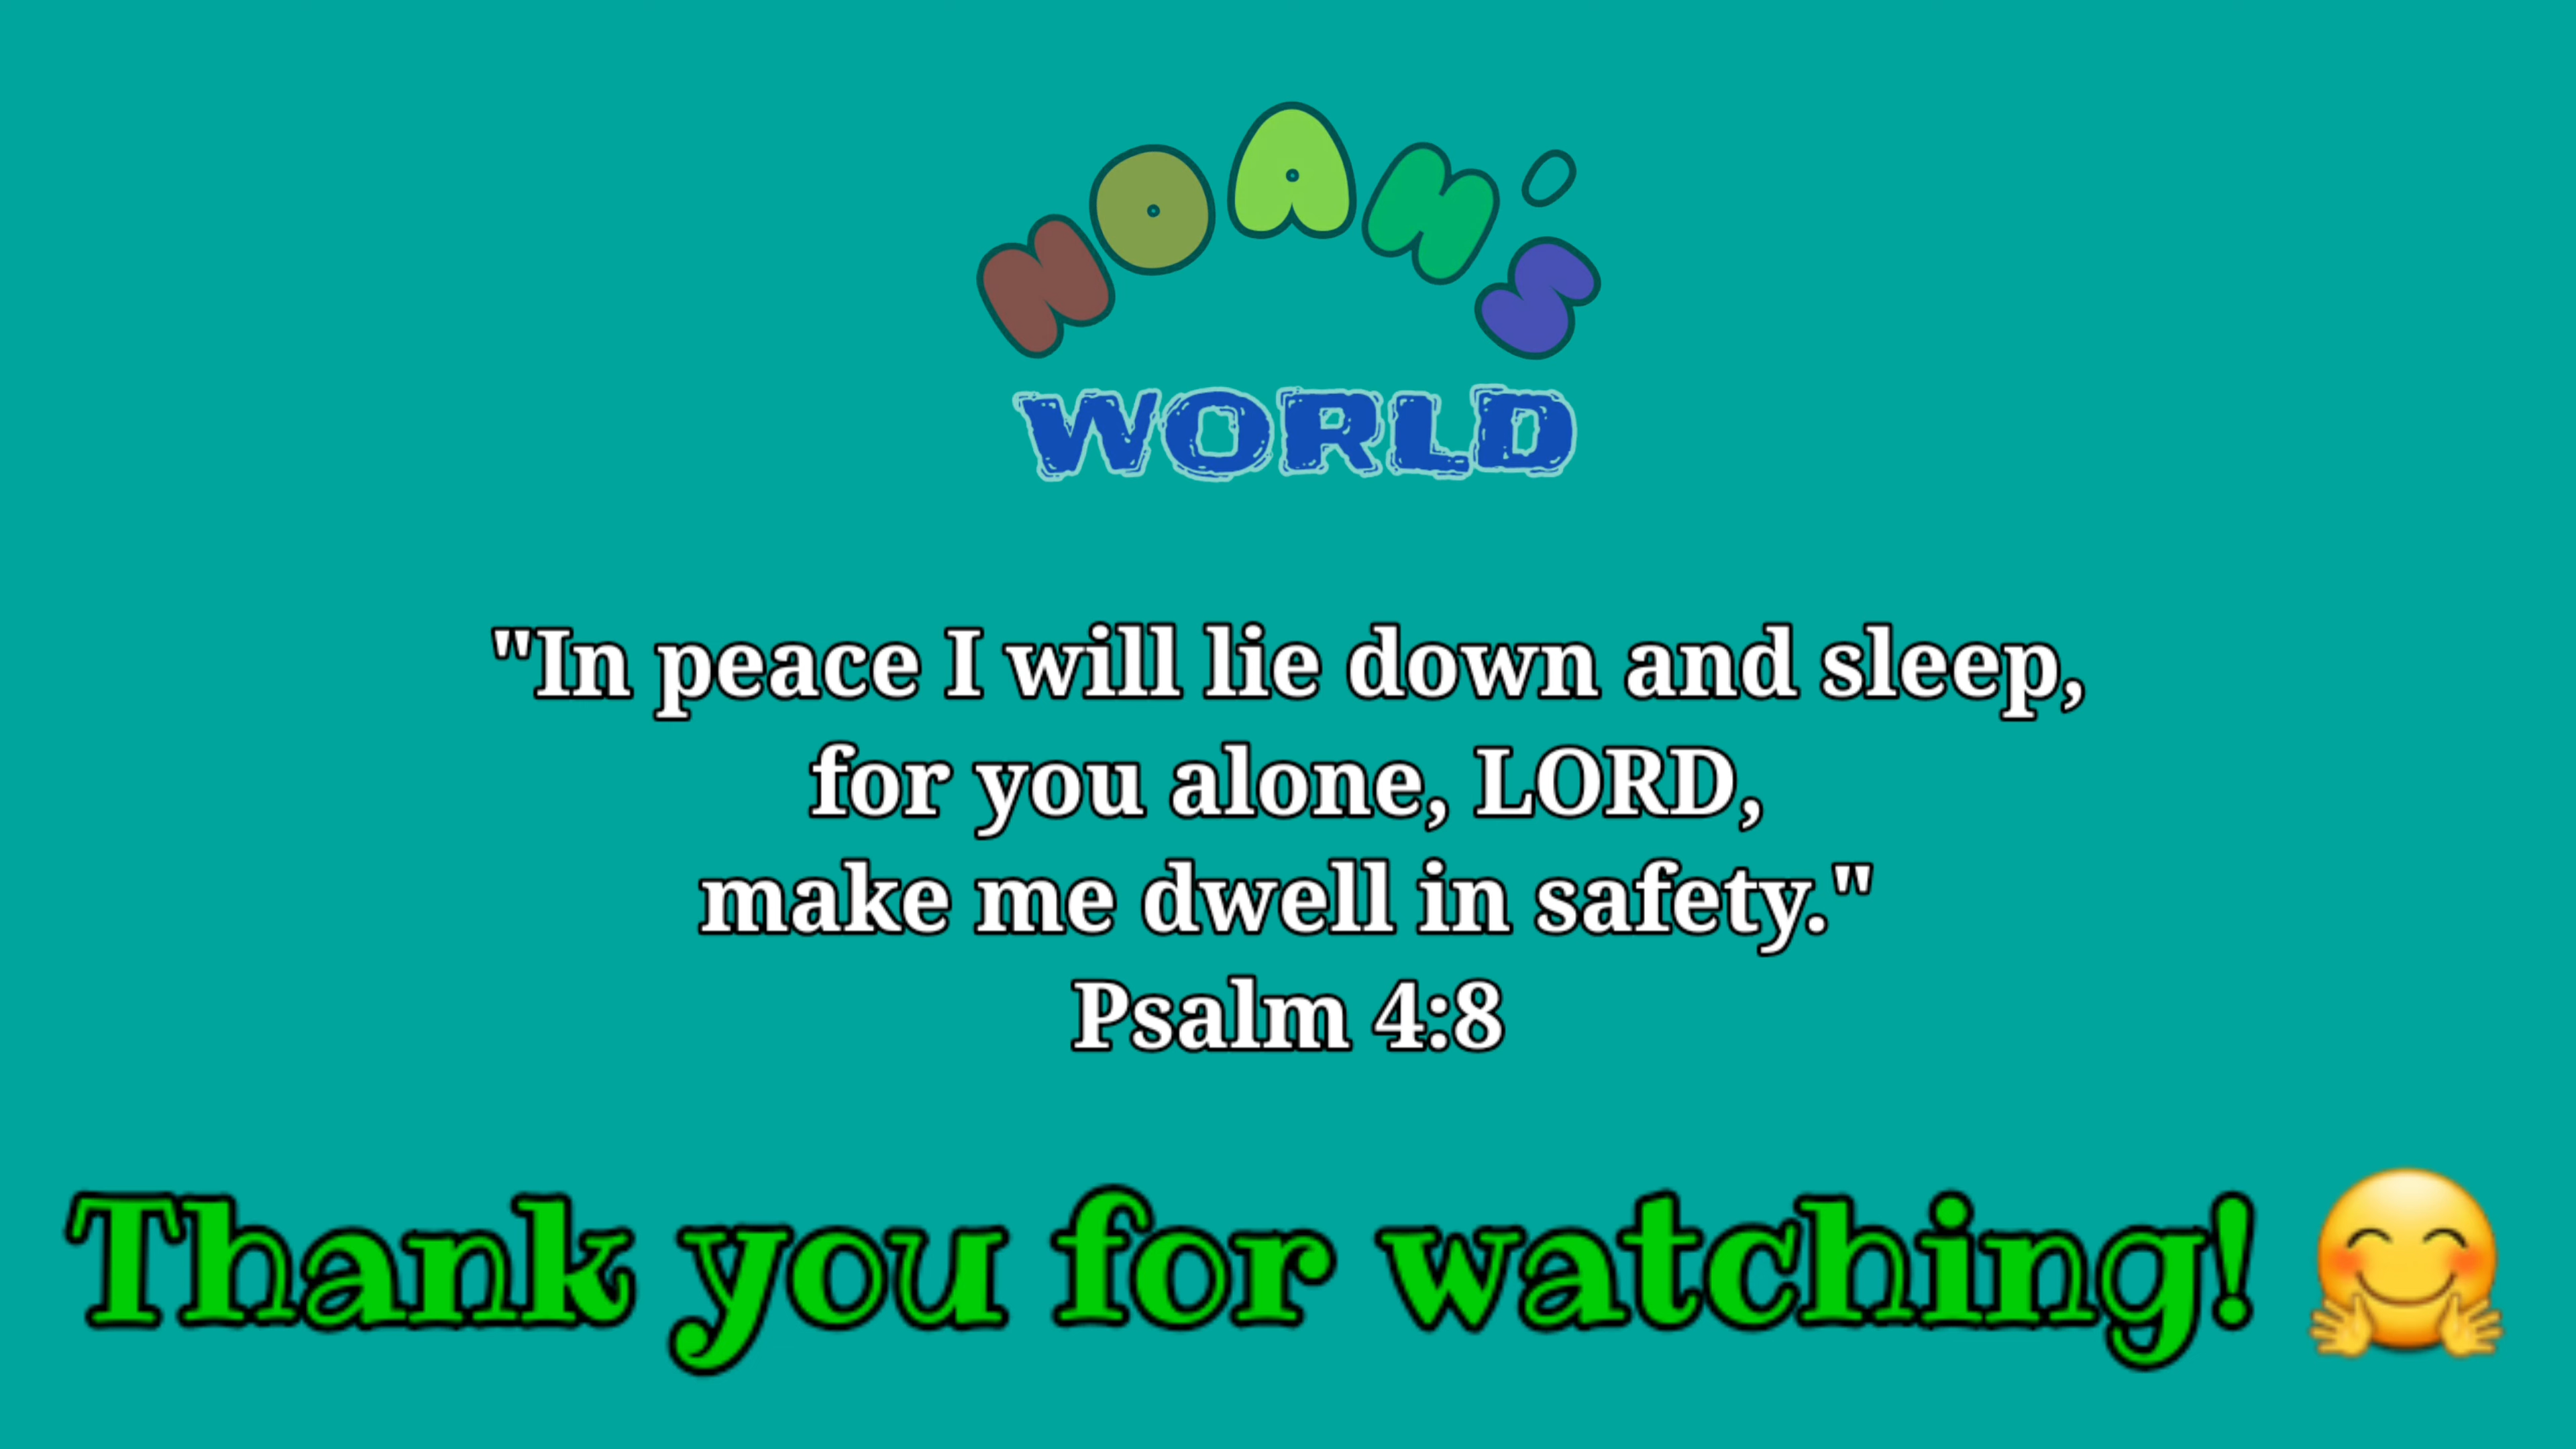 NOAH'S
WORLD
"In peace I will lie down and sleep,
for you alone, LORD,
make me dwell in safety."
Psalm 4:8
Thank you for watching! 🤗